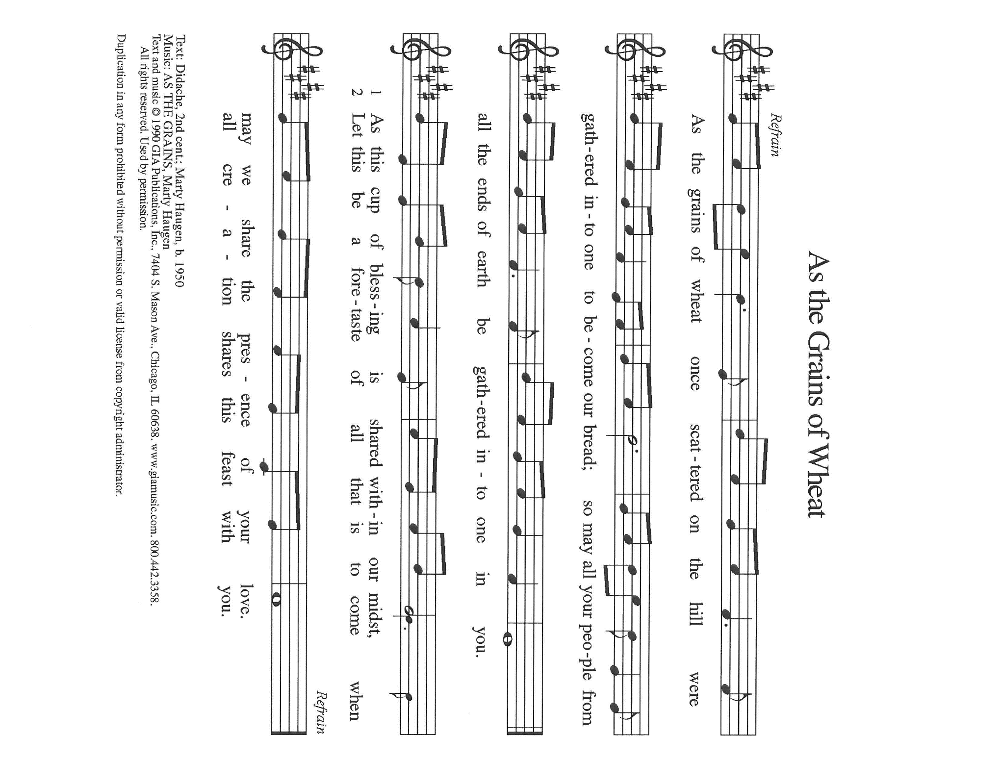 As the Grains of Wheat
Refrain
As the grains of wheat once scat - tered on the hill were
gath - ered in - to one to be - come our bread; so may all your peo - ple from
all the ends of earth be gath - ered in - to one in you.
1 As this cup of bless - ing is shared with - in our midst,
2 Let this be a fore - taste of all that is to come when
Refrain
may we share the pres - ence of your love.
all cre - a - tion shares this feast with you.
Text: Didache, 2nd cent.; Marty Haugen, b. 1950
Music: AS THE GRAINS, Marty Haugen
Text and music © 1990 GIA Publications, Inc., 7404 S. Mason Ave., Chicago, IL 60638. www.giamusic.com. 800.442.3358.
All rights reserved. Used by permission.
Duplication in any form prohibited without permission or valid license from copyright administrator.